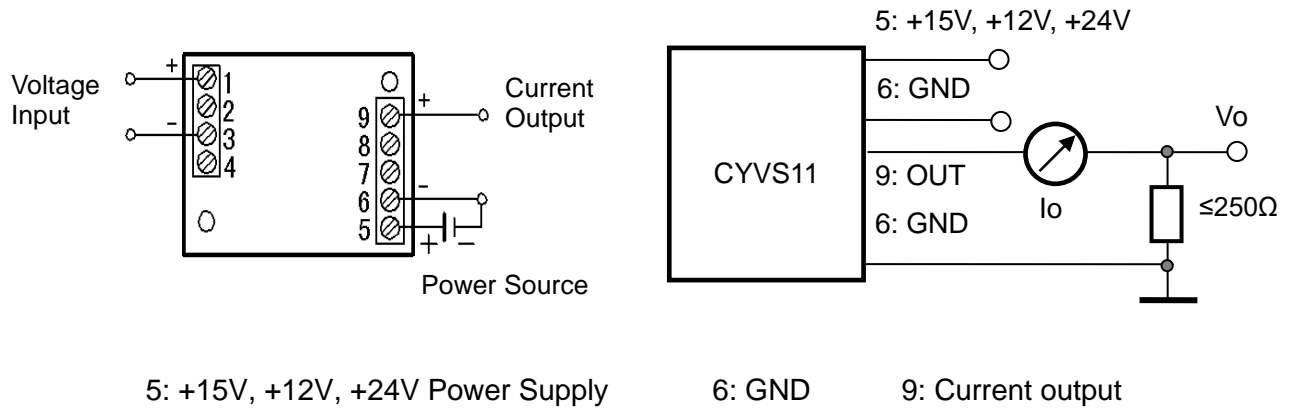 Voltage
Input
+
-
1
2
3
4
9
8
7
6
5
+
-
+
−
Current
Output
Power Source
5: +15V, +12V, +24V
6: GND
CYVS11
9: OUT
6: GND
Io
Vo
≤250Ω
5: +15V, +12V, +24V Power Supply 6: GND 9: Current output